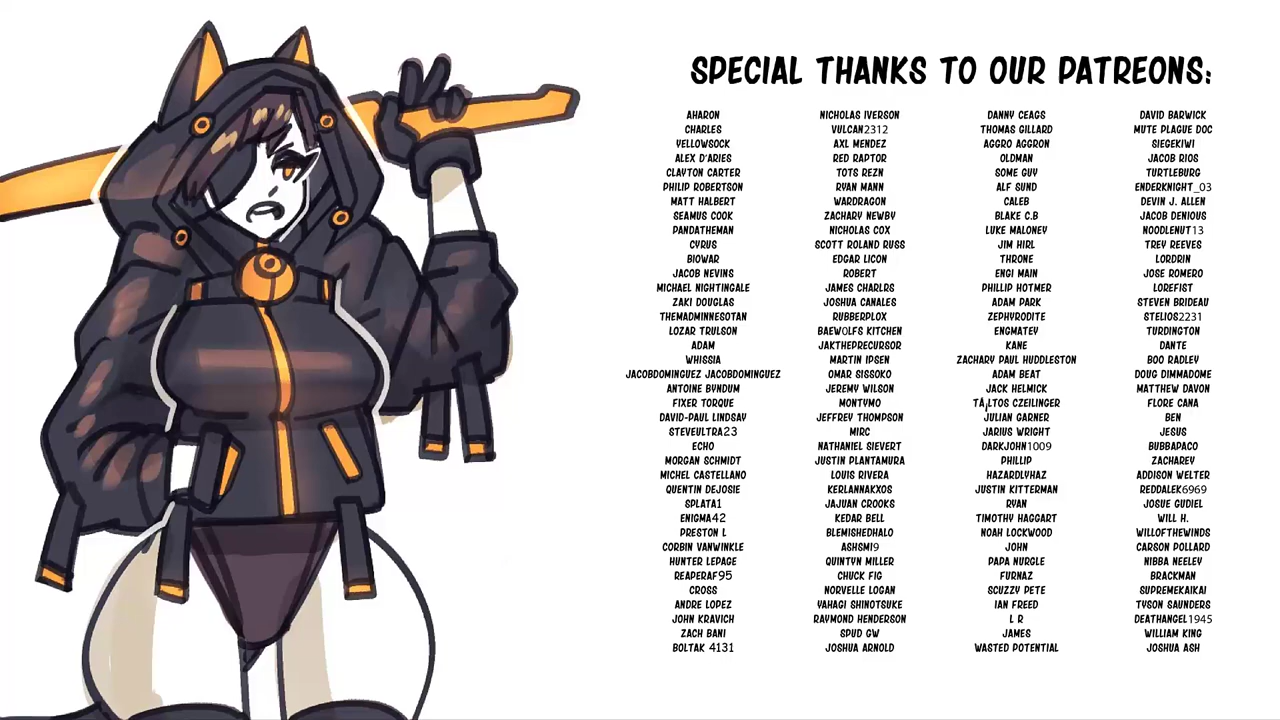 SPECIAL THANKS TO OUR PATREONS:
AHARON
CHARLES
YELLOWSOCK
ALEX D'ARIES
CLAYTON CARTER
PHILIP ROBERTSON
MATT HALBERT
SEAMUS COOK
PANDATHEMAN
CYRUS
BIOWAR
JACOB NEVINS
MICHAEL NIGHTINGALE
ZAKI DOUGLAS
THEMADMINNESOTAN
LOZAR TRULSON
ADAM
WHISSIA
JACOBDOMINGUEZ JACOBDOMINGUEZ
ANTOINE BYNDUM
FIXER TORQUE
DAVID-PAUL LINDSAY
STEVEULTRA23
ECHO
MORGAN SCHMIDT
MICHEL CASTELLANO
QUENTIN DEJOSIE
SPLATA1
ENIGMA42
PRESTON L
CORBIN VANWINKLE
HUNTER LEPAGE
REAPERAF95
CROSS
ANDRE LOPEZ
JOHN KRAVICH
ZACH BANI
BOLTAK 4131
NICHOLAS IVERSON
VULCAN2312
AXL MENDEZ
RED RAPTOR
TOTS REZN
RYAN MANN
WARDRAGON
ZACHARY NEWBY
NICHOLAS COX
SCOTT ROLAND RUSS
EDGAR LICON
ROBERT
JAMES CHARLRS
JOSHUA CANALES
RUBBERPLOX
BAEWOLFS KITCHEN
JAKTHEPRECURSOR
MARTIN IPSEN
OMAR SISSOKO
JEREMY WILSON
MONTYMO
JEFFREY THOMPSON
MIRC
NATHANIEL SIEVERT
JUSTIN PLANTAMURA
LOUIS RIVERA
KERLANNAKXOS
JAJUAN CROOKS
KEDAR BELL
BLEMISHEDHALO
ASHSMI9
QUINTYN MILLER
CHUCK FIG
NORVELLE LOGAN
YAHAGI SHINOTSUKE
RAYMOND HENDERSON
SPUD GW
JOSHUA ARNOLD
DANNY CEAGS
THOMAS GILLARD
AGGRO AGGRON
OLDMAN
SOME GUY
ALF SUND
CALEB
BLAKE C.B
LUKE MALONEY
JIM HIRL
THRONE
ENGI MAIN
PHILLIP HOTMER
ADAM PARK
ZEPHYRODITE
ENGMATEY
KANE
ZACHARY PAUL HUDDLESTON
ADAM BEAT
JACK HELMICK
TÃ¡LTOS CZEILINGER
JULIAN GARNER
JARIUS WRIGHT
DARKJOHN1009
PHILLIP
HAZARDLYHAZ
JUSTIN KITTERMAN
RYAN
TIMOTHY HAGGART
NOAH LOCKWOOD
JOHN
PAPA NURGLE
FURNAZ
SCUZZY PETE
IAN FREED
L R
JAMES
WASTED POTENTIAL
DAVID BARWICK
MUTE PLAGUE DOC
SIEGEKIWI
JACOB RIOS
TURTLEBURG
ENDERKNIGHT_03
DEVIN J. ALLEN
JACOB DENIOUS
NOODLENUT13
TREY REEVES
LORDRIN
JOSE ROMERO
LOREFIST
STEVEN BRIDEAU
STELIOS2231
TURDINGTON
DANTE
BOO RADLEY
DOUG DIMMADOME
MATTHEW DAVON
FLORE CANA
BEN
JESUS
BUBBAPACO
ZACHAREY
ADDISON WELTER
REDDALEK6969
JOSUE GUDIEL
WILL H.
WILLOFTHEWINDS
CARSON POLLARD
NIBBA NEELEY
BRACKMAN
SUPREMEKAIKAI
TYSON SAUNDERS
DEATHANGEL1945
WILLIAM KING
JOSHUA ASH